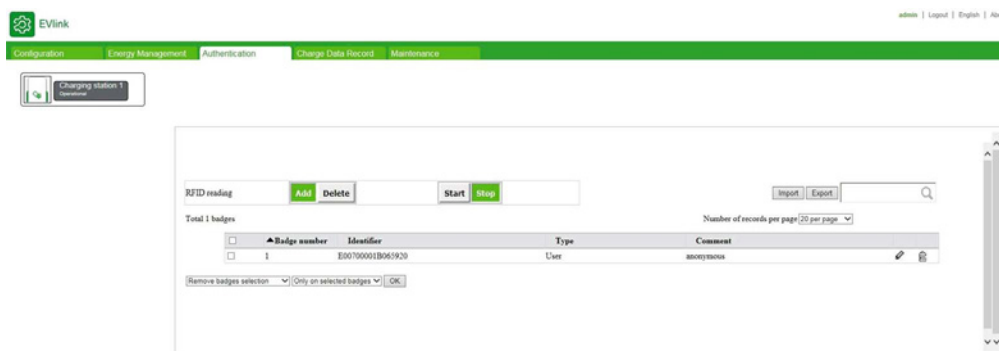 EVlink
admin | Logout | English | Abo
Configuration Energy Management Authentication Charge Data Record Maintenance
Charging station 1
Operational
RFID reading Add Delete Start Stop Import Export
Total 1 badges Number of records per page 20 per page
Badge number Identifier Type Comment
1 E00700001B065920 User anonymous
Remove badges selection Only on selected badges OK